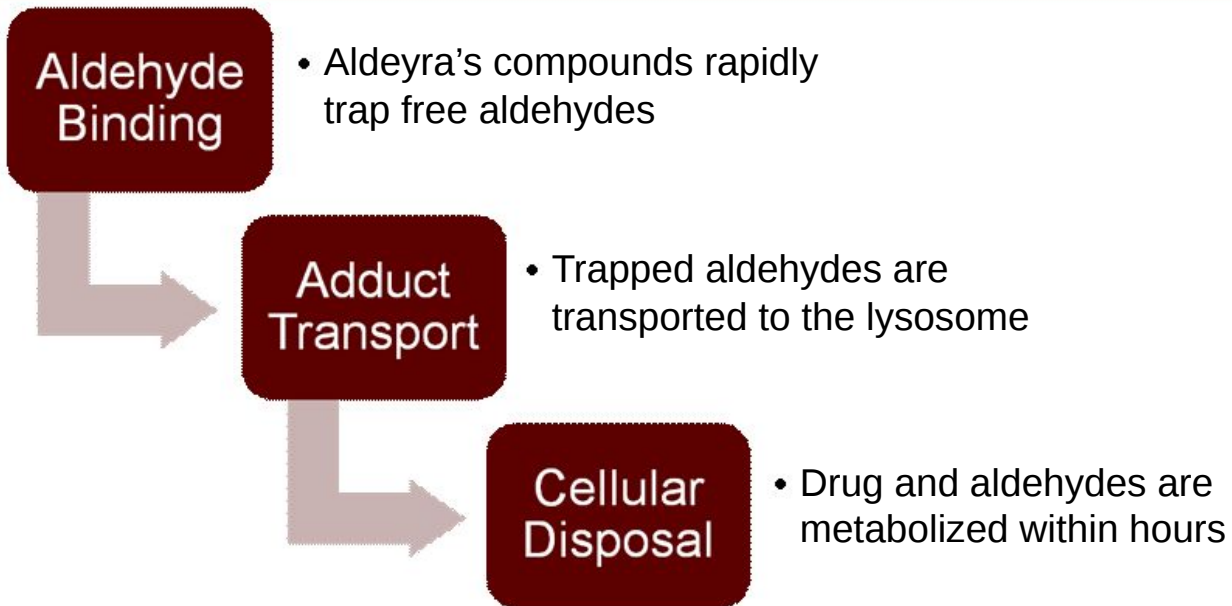 Aldehyde
Binding
• Aldeyra’s compounds rapidly
trap free aldehydes
Adduct
Transport
• Trapped aldehydes are
transported to the lysosome
Cellular
Disposal
• Drug and aldehydes are
metabolized within hours